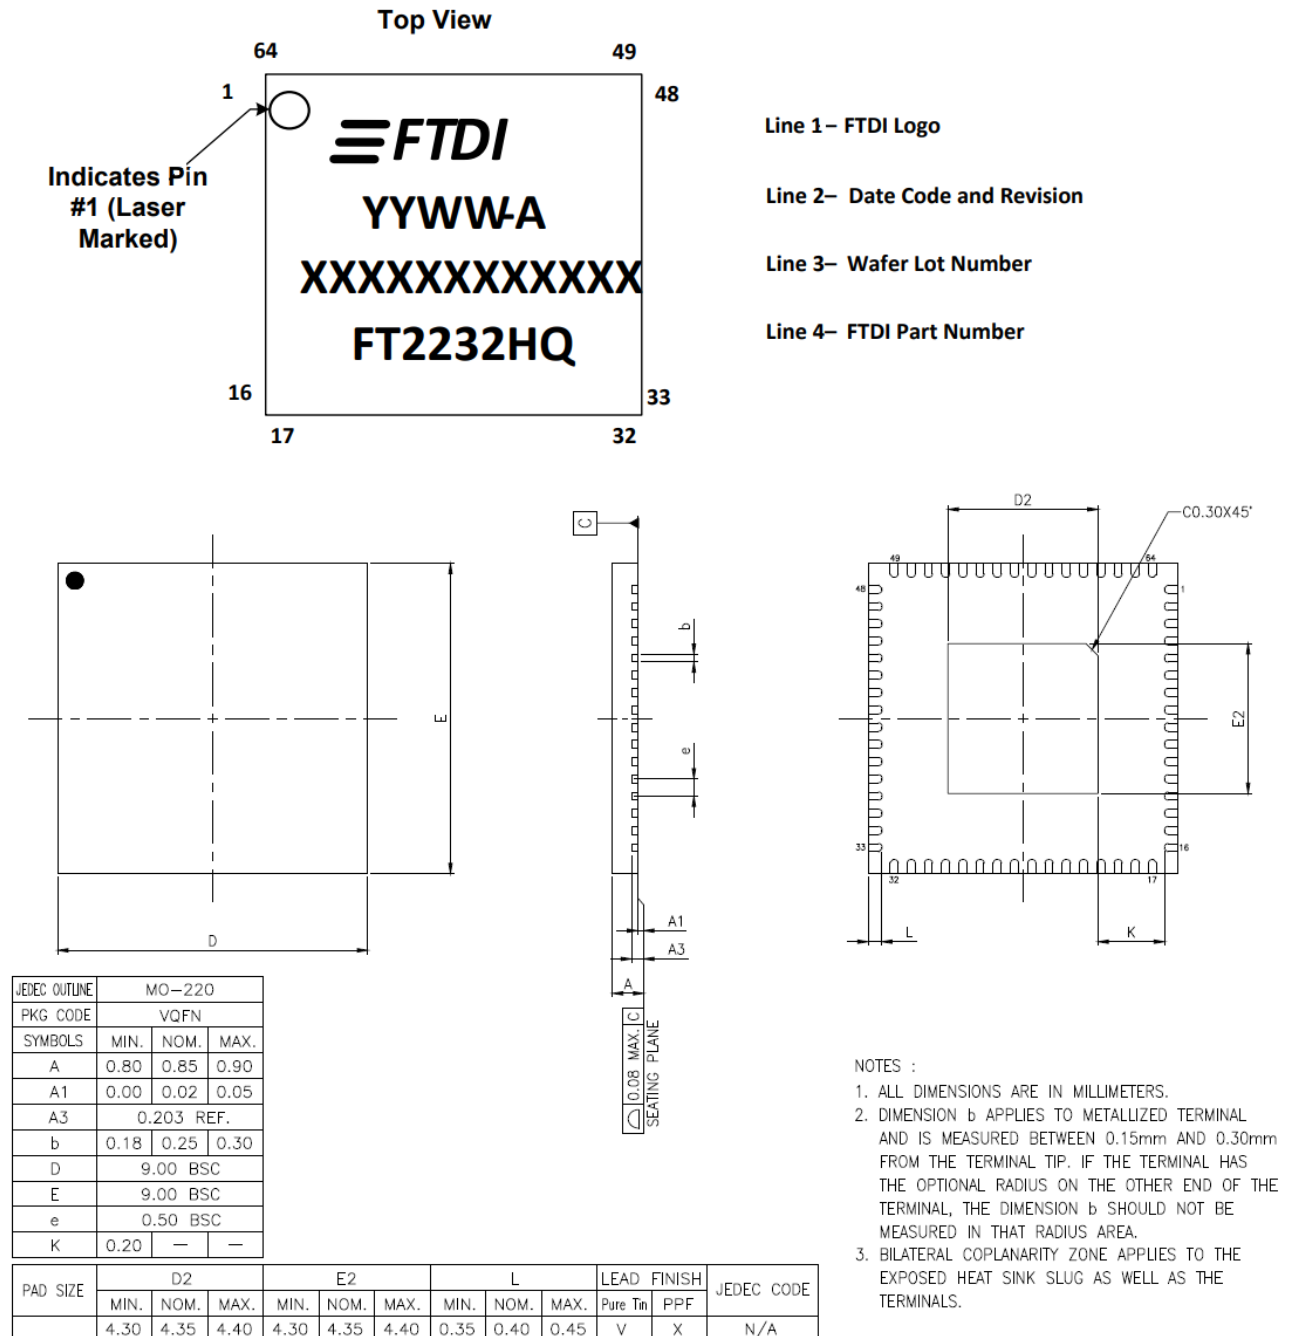 Top View
64
49
1
48
FTDI
Indicates Pin
#1 (Laser
Marked)
YYWW-A
XXXXXXXXXXXX
FT2232HQ
16
33
17
32
Line 1– FTDI Logo
Line 2– Date Code and Revision
Line 3– Wafer Lot Number
Line 4– FTDI Part Number
E
D
C
b
e
A1
A3
A
0.08 MAX. C
SEATING PLANE
D2
C0.30X45°
49
64
48
1
E2
33
16
32
17
L
K
JEDEC OUTLINE MO-220
PKG CODE VQFN
SYMBOLS MIN. NOM. MAX.
A 0.80 0.85 0.90
A1 0.00 0.02 0.05
A3 0.203 REF.
b 0.18 0.25 0.30
D 9.00 BSC
E 9.00 BSC
e 0.50 BSC
K 0.20 — —
PAD SIZE D2 E2 L LEAD FINISH JEDEC CODE
MIN. NOM. MAX. MIN. NOM. MAX. MIN. NOM. MAX. Pure Tin PPF
4.30 4.35 4.40 4.30 4.35 4.40 0.35 0.40 0.45 V X N/A
NOTES :
1. ALL DIMENSIONS ARE IN MILLIMETERS.
2. DIMENSION b APPLIES TO METALLIZED TERMINAL
AND IS MEASURED BETWEEN 0.15mm AND 0.30mm
FROM THE TERMINAL TIP. IF THE TERMINAL HAS
THE OPTIONAL RADIUS ON THE OTHER END OF THE
TERMINAL, THE DIMENSION b SHOULD NOT BE
MEASURED IN THAT RADIUS AREA.
3. BILATERAL COPLANARITY ZONE APPLIES TO THE
EXPOSED HEAT SINK SLUG AS WELL AS THE
TERMINALS.